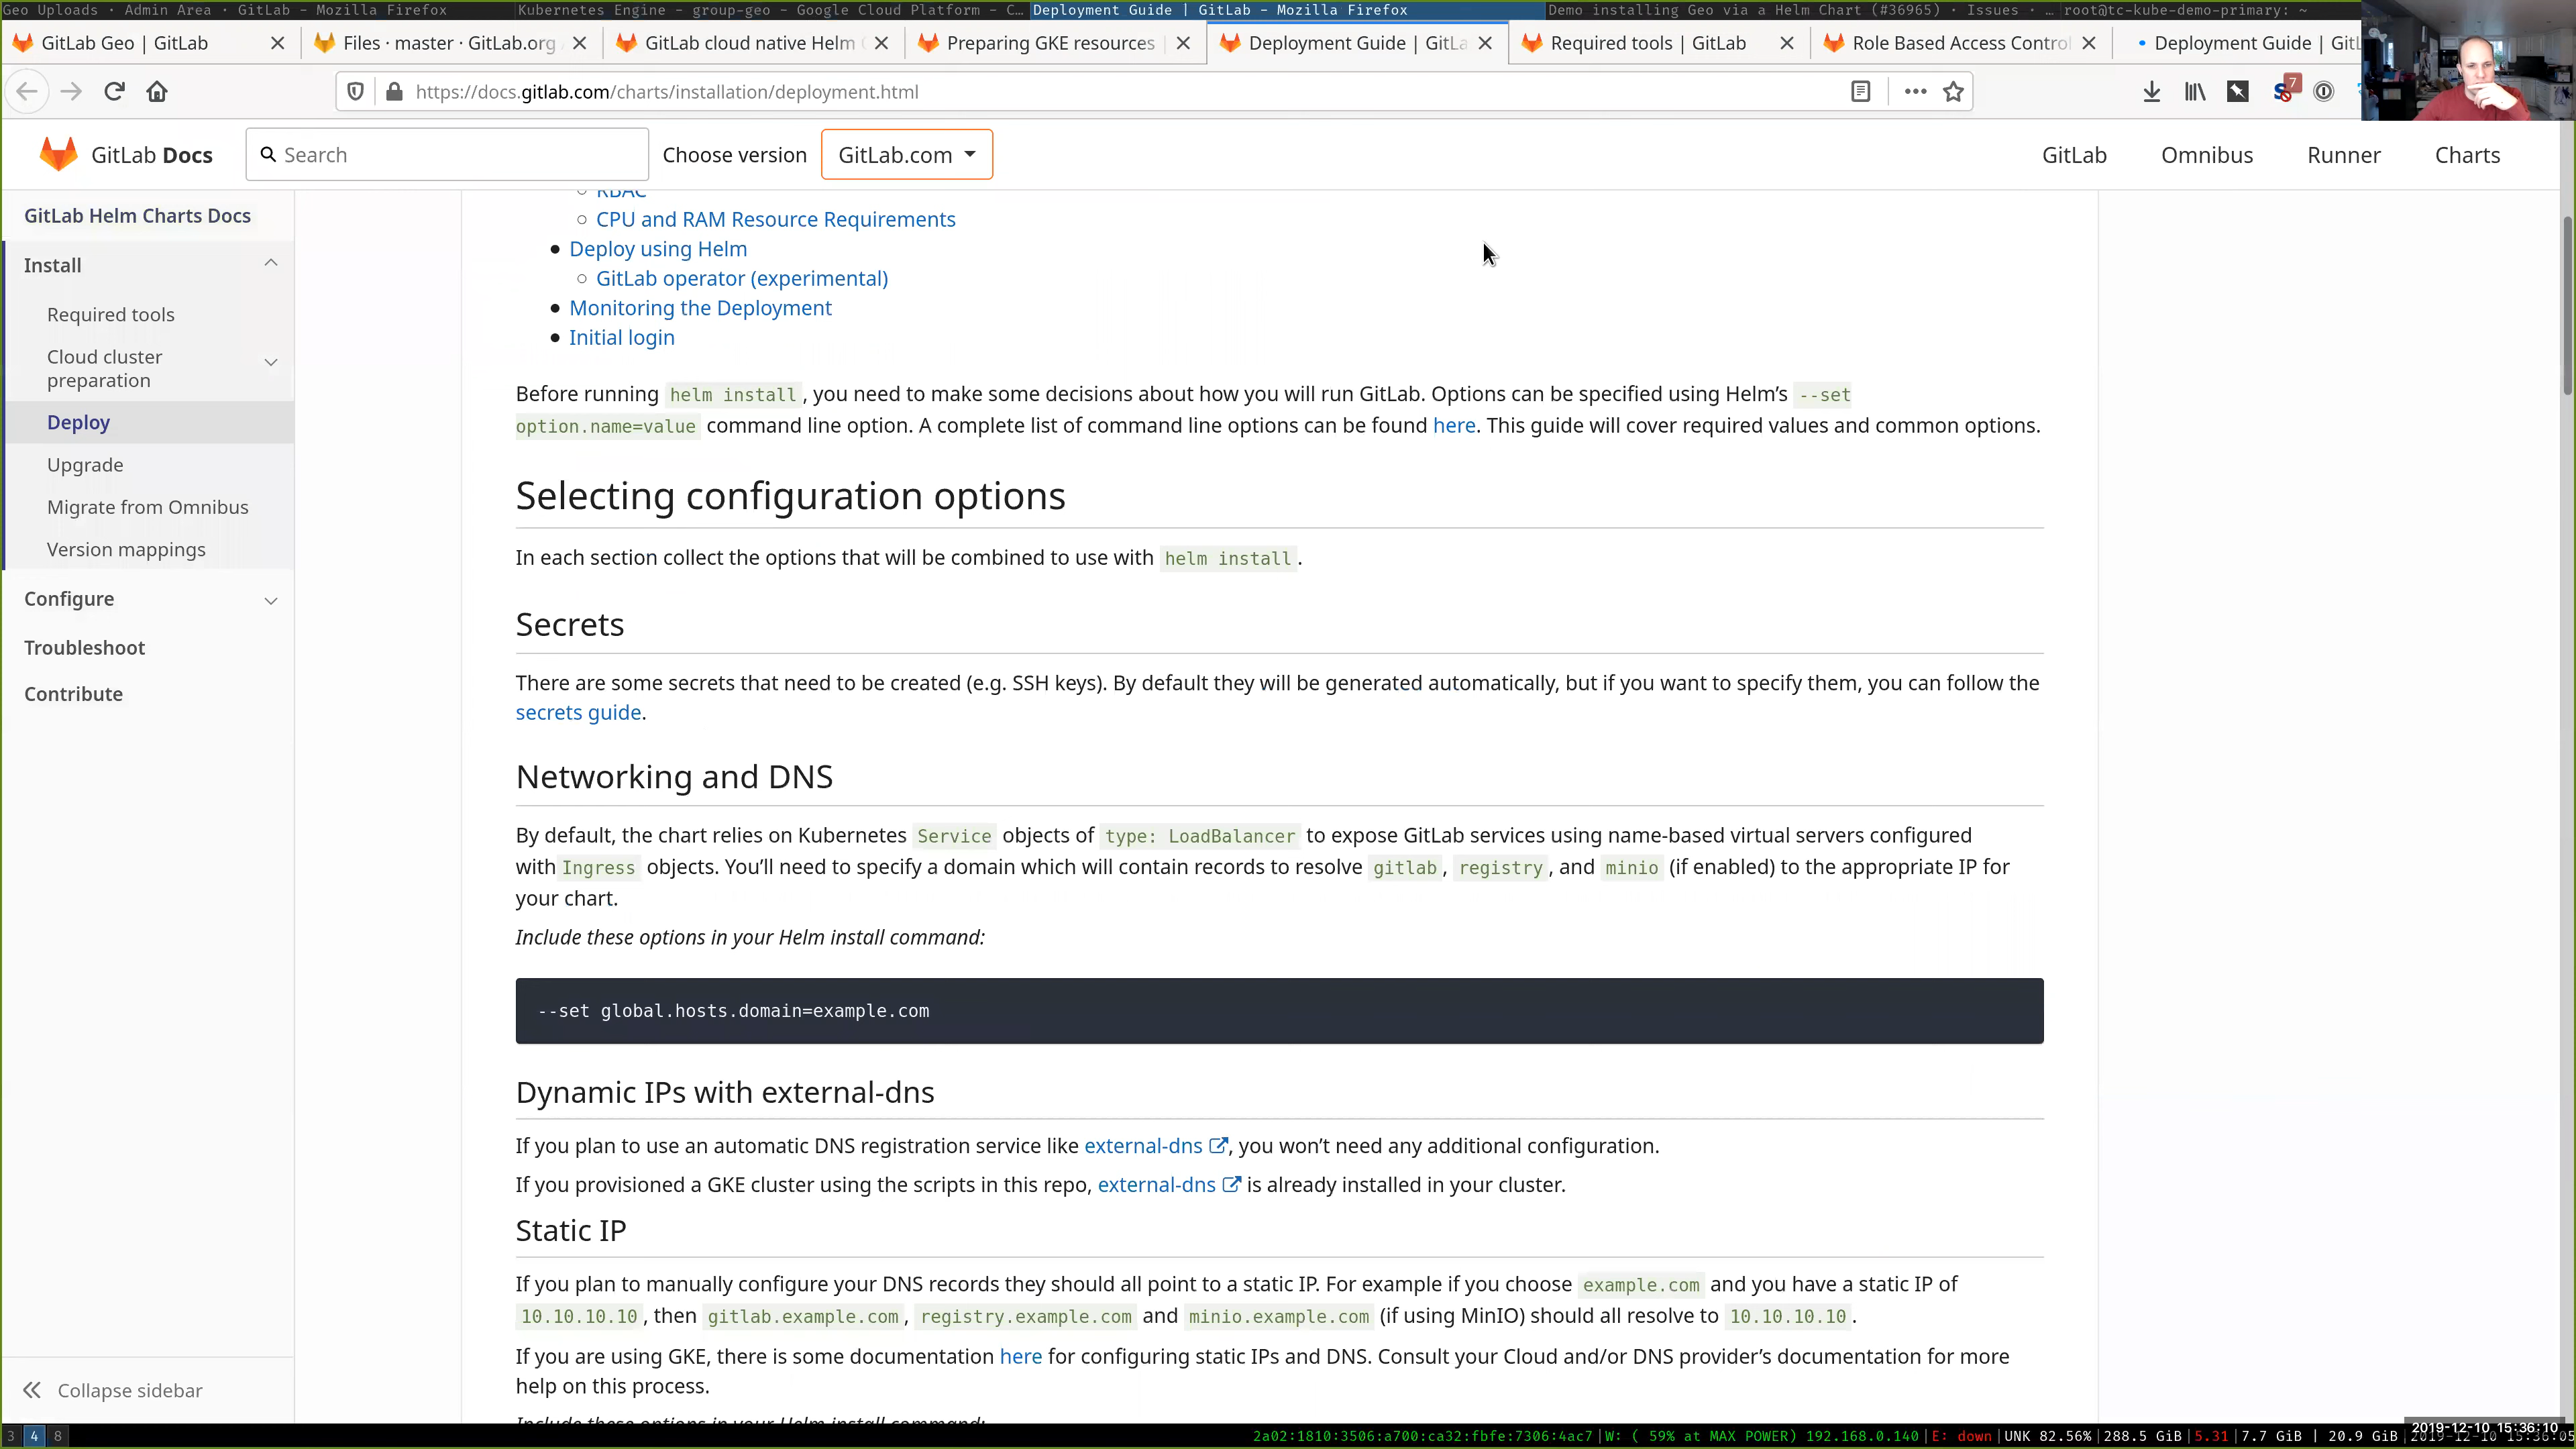 Geo Uploads · Admin Area · GitLab - Mozilla Firefox
Kubernetes Engine - group-geo - Google Cloud Platform - C…
Deployment Guide | GitLab - Mozilla Firefox
Demo installing Geo via a Helm Chart (#36965) · Issues · …
root@tc-kube-demo-primary: ~
GitLab Geo | GitLab
Files · master · GitLab.org
GitLab cloud native Helm
Preparing GKE resources
Deployment Guide | GitLa
Required tools | GitLab
Role Based Access Control
Deployment Guide | GitL
https://docs.gitlab.com/charts/installation/deployment.html
7
GitLab Docs
Search
Choose version
GitLab.com
GitLab
Omnibus
Runner
Charts
GitLab Helm Charts Docs
Install
Required tools
Cloud cluster
preparation
Deploy
Upgrade
Migrate from Omnibus
Version mappings
Configure
Troubleshoot
Contribute
Collapse sidebar
RBAC
CPU and RAM Resource Requirements
Deploy using Helm
GitLab operator (experimental)
Monitoring the Deployment
Initial login
Before running helm install, you need to make some decisions about how you will run GitLab. Options can be specified using Helm’s --set
option.name=value command line option. A complete list of command line options can be found here. This guide will cover required values and common options.
Selecting configuration options
In each section collect the options that will be combined to use with helm install.
Secrets
There are some secrets that need to be created (e.g. SSH keys). By default they will be generated automatically, but if you want to specify them, you can follow the
secrets guide.
Networking and DNS
By default, the chart relies on Kubernetes Service objects of type: LoadBalancer to expose GitLab services using name-based virtual servers configured
with Ingress objects. You’ll need to specify a domain which will contain records to resolve gitlab, registry, and minio (if enabled) to the appropriate IP for
your chart.
Include these options in your Helm install command:
--set global.hosts.domain=example.com
Dynamic IPs with external-dns
If you plan to use an automatic DNS registration service like external-dns, you won’t need any additional configuration.
If you provisioned a GKE cluster using the scripts in this repo, external-dns is already installed in your cluster.
Static IP
If you plan to manually configure your DNS records they should all point to a static IP. For example if you choose example.com and you have a static IP of
10.10.10.10, then gitlab.example.com, registry.example.com and minio.example.com (if using MinIO) should all resolve to 10.10.10.10.
If you are using GKE, there is some documentation here for configuring static IPs and DNS. Consult your Cloud and/or DNS provider’s documentation for more
help on this process.
Include these options in your Helm install command:
3 4 8
2a02:1810:3506:a700:ca32:fbfe:7306:4ac7|W: ( 59% at MAX POWER) 192.168.0.140|E: down|UNK 82.56%|288.5 GiB|5.31|7.7 GiB | 20.9 GiB
2019-12-10 15:36:10